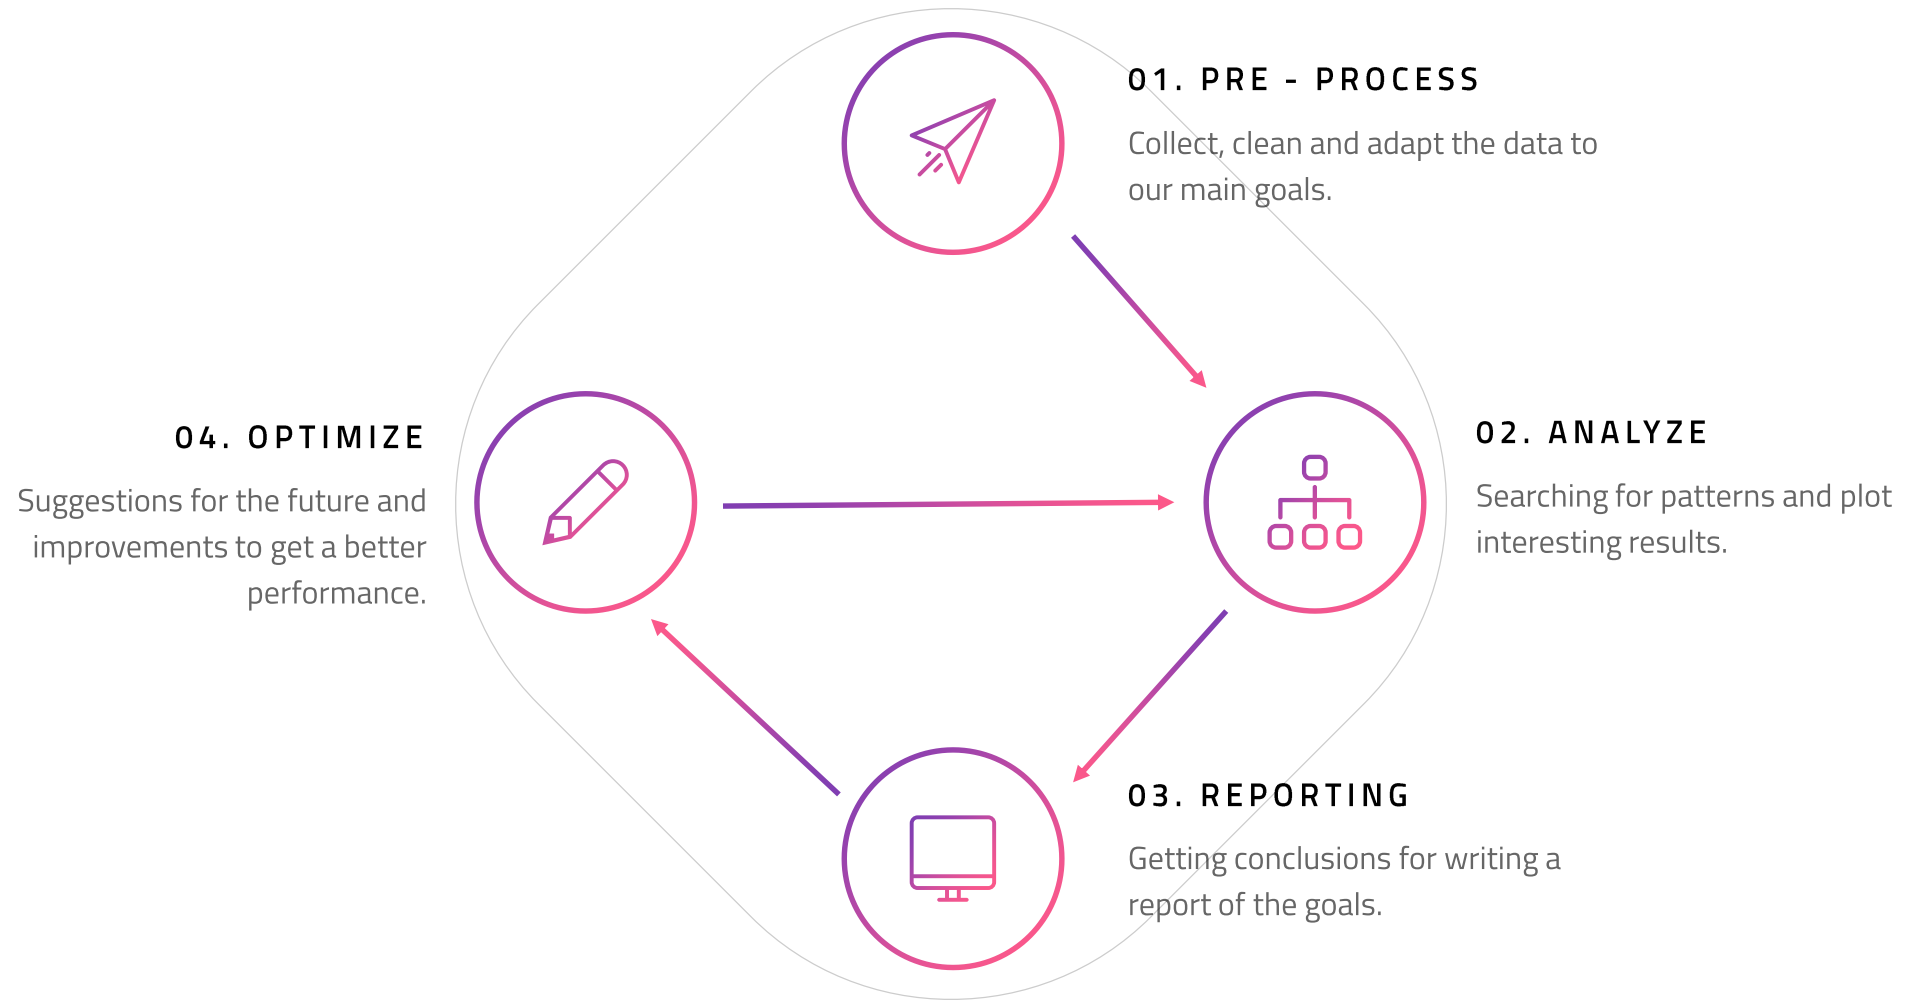 01. PRE - PROCESS
Collect, clean and adapt the data to
our main goals.
02. ANALYZE
Searching for patterns and plot
interesting results.
03. REPORTING
Getting conclusions for writing a
report of the goals.
04. OPTIMIZE
Suggestions for the future and
improvements to get a better
performance.